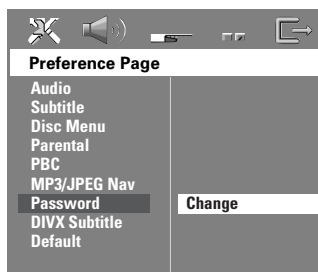 Preference Page
Audio
Subtitle
Disc Menu
Parental
PBC
MP3/JPEG Nav
Password
Change
DIVX Subtitle
Default